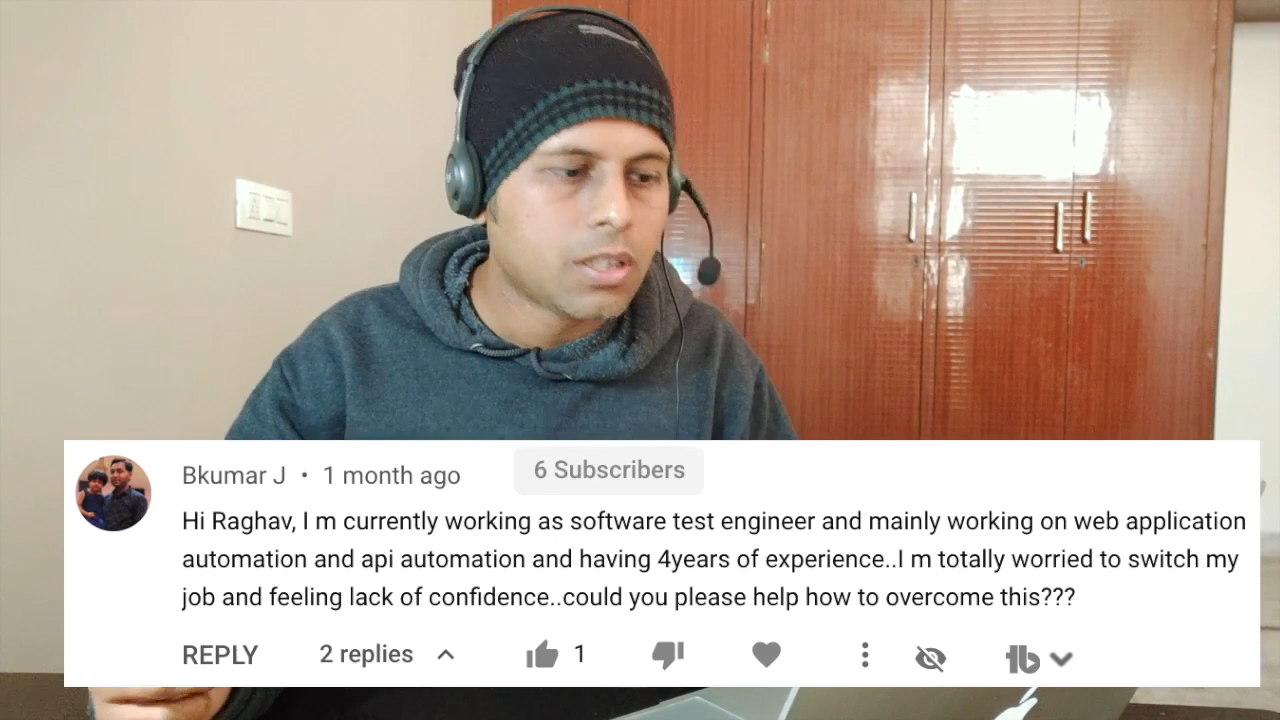 Bkumar J • 1 month ago 6 Subscribers
Hi Raghav, I m currently working as software test engineer and mainly working on web application
automation and api automation and having 4years of experience..I m totally worried to switch my
job and feeling lack of confidence..could you please help how to overcome this???
REPLY 2 replies 1